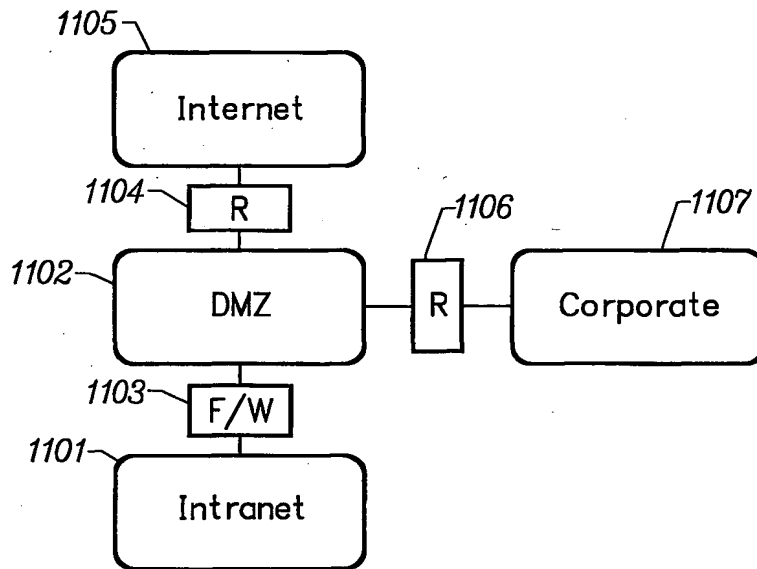 1105
Internet
1104
R
1106
1107
1102
DMZ
R
Corporate
1103
F/W
1101
Intranet